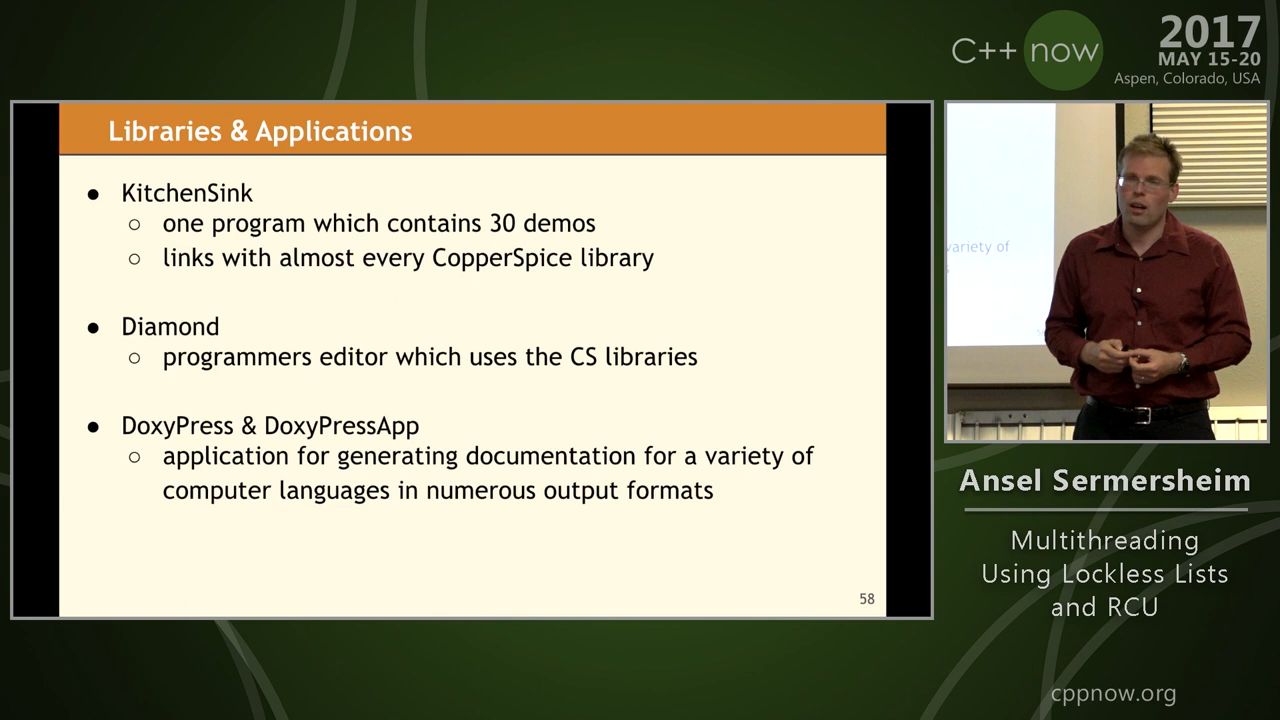 C++ now
2017
MAY 15-20
Aspen, Colorado, USA
Libraries & Applications
● KitchenSink
○ one program which contains 30 demos
○ links with almost every CopperSpice library
● Diamond
○ programmers editor which uses the CS libraries
● DoxyPress & DoxyPressApp
○ application for generating documentation for a variety of
computer languages in numerous output formats
58
variety of
Ansel Sermersheim
Multithreading
Using Lockless Lists
and RCU
cppnow.org